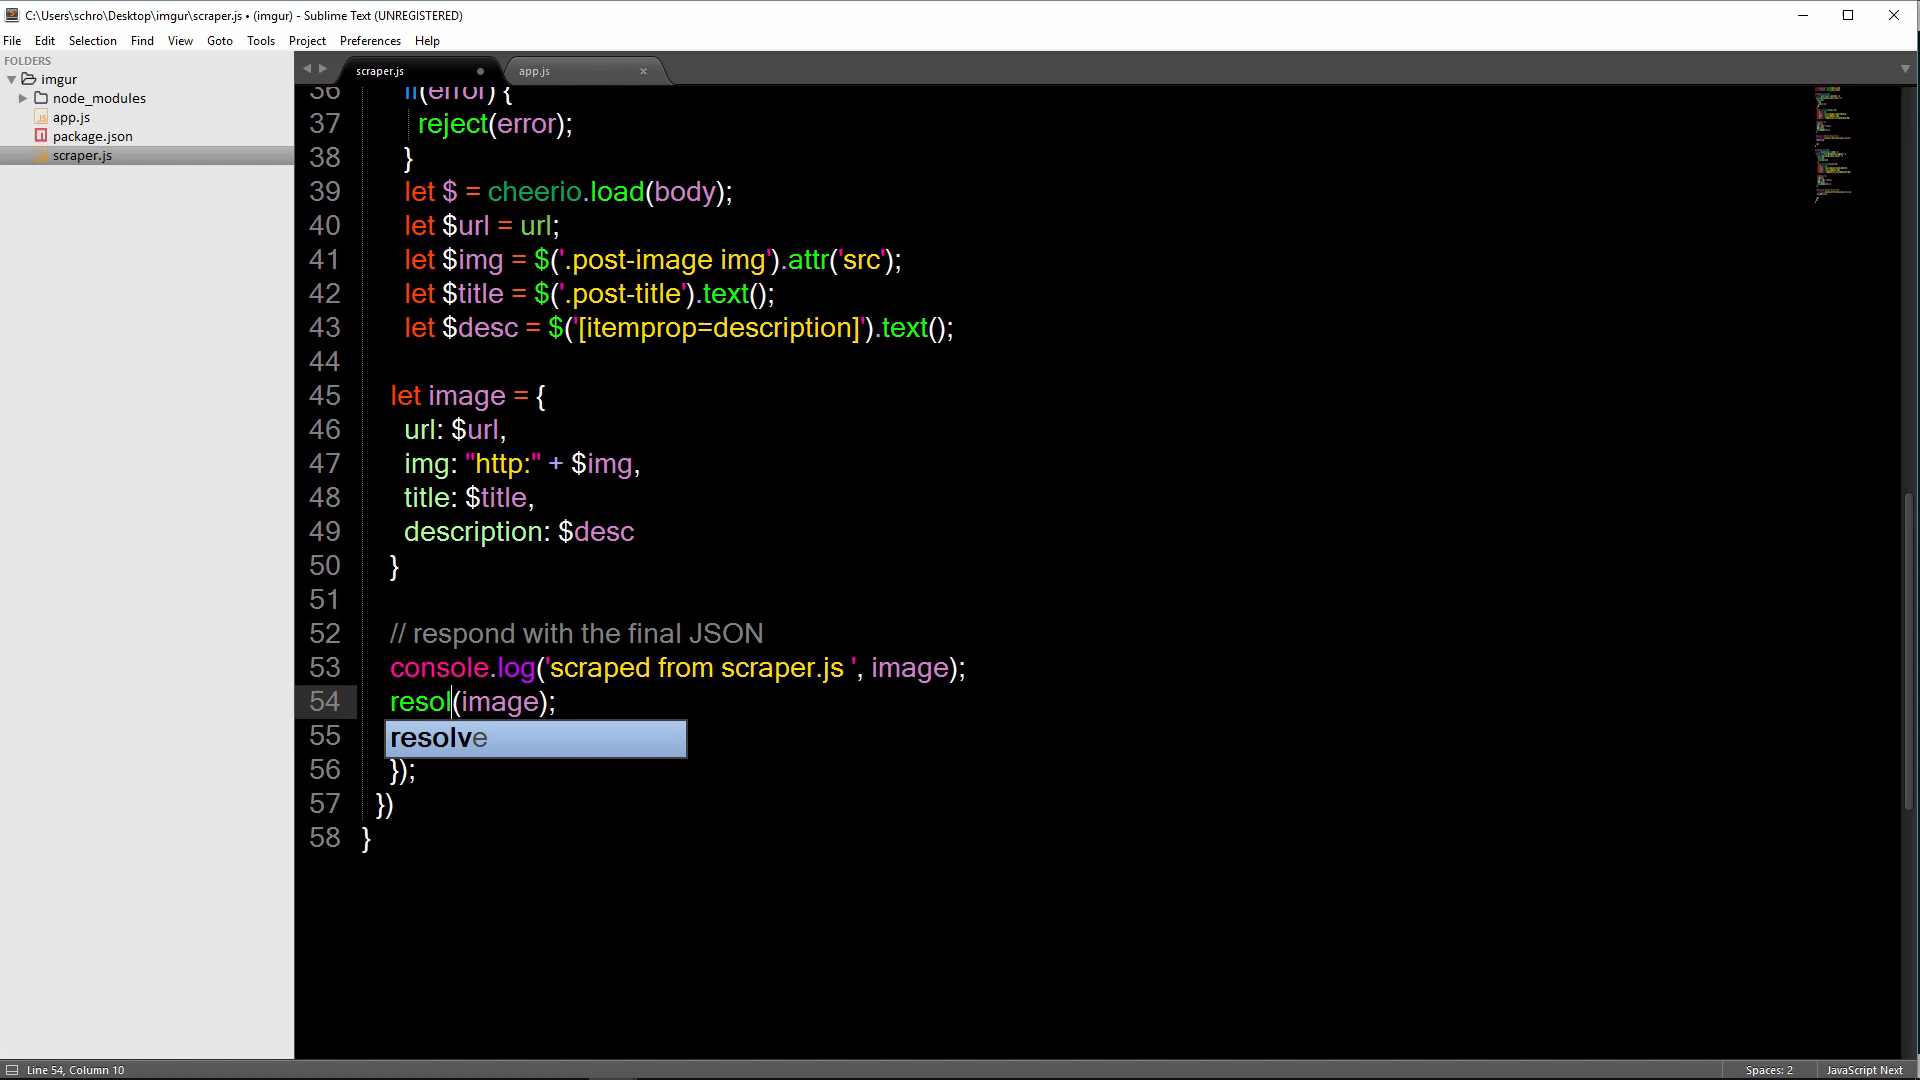 C:\Users\schro\Desktop\imgur\scraper.js • (imgur) - Sublime Text (UNREGISTERED)
File Edit Selection Find View Goto Tools Project Preferences Help
FOLDERS
imgur
node_modules
app.js
package.json
scraper.js
scraper.js app.js
36 if(error) {
37 reject(error);
38 }
39 let $ = cheerio.load(body);
40 let $url = url;
41 let $img = $('.post-image img').attr('src');
42 let $title = $('.post-title').text();
43 let $desc = $('[itemprop=description]').text();
44
45 let image = {
46 url: $url,
47 img: "http:" + $img,
48 title: $title,
49 description: $desc
50 }
51
52 // respond with the final JSON
53 console.log('scraped from scraper.js ', image);
54 resol(image);
55 resolve
56 });
57 })
58 }
Line 54, Column 10 Spaces: 2 JavaScript Next